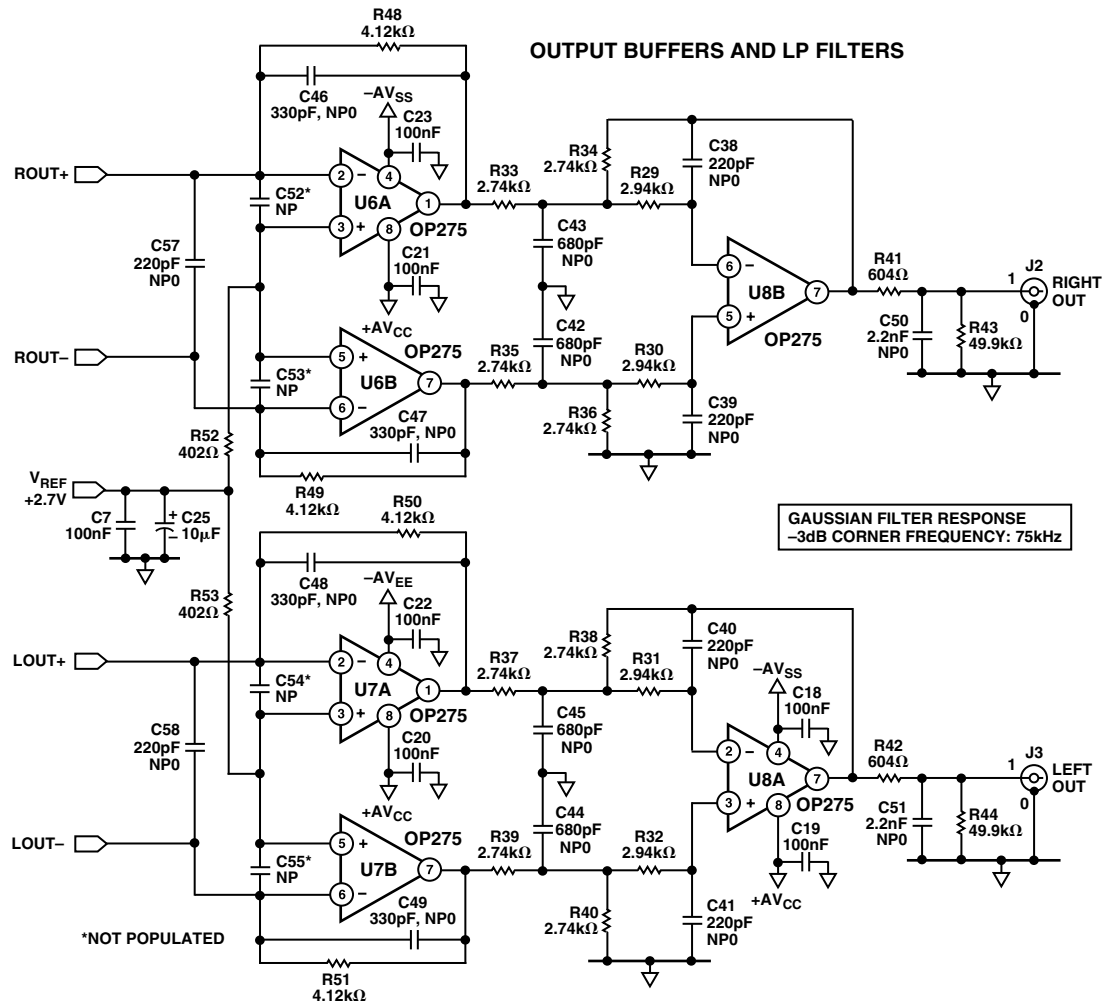 R48
4.12kΩ
OUTPUT BUFFERS AND LP FILTERS
C46
330pF, NP0
–AVSS
C23
100nF
ROUT+
C52*
NP
2
–
4
U6A
1
3
+
8
OP275
C21
100nF
+AVCC
C57
220pF
NP0
R33
2.74kΩ
R34
2.74kΩ
R29
2.94kΩ
C38
220pF
NP0
C43
680pF
NP0
C42
680pF
NP0
6
–
U8B
7
5
+
OP275
R41
604Ω
C50
2.2nF
NP0
R43
49.9kΩ
J2
1
RIGHT
OUT
0
ROUT–
C53*
NP
5
+
U6B
7
6
–
OP275
C47
330pF, NP0
R35
2.74kΩ
R30
2.94kΩ
R36
2.74kΩ
C39
220pF
NP0
R52
402Ω
R49
4.12kΩ
VREF
+2.7V
C7
100nF
+
C25
–
10µF
R50
4.12kΩ
GAUSSIAN FILTER RESPONSE
–3dB CORNER FREQUENCY: 75kHz
R53
402Ω
C48
330pF, NP0
–AVEE
C22
100nF
LOUT+
C54*
NP
2
–
4
U7A
1
3
+
8
OP275
C20
100nF
+AVCC
C58
220pF
NP0
R37
2.74kΩ
R38
2.74kΩ
R31
2.94kΩ
C40
220pF
NP0
C45
680pF
NP0
C44
680pF
NP0
–AVSS
C18
100nF
2
–
4
U8A
7
3
+
8
OP275
C19
100nF
+AVCC
R42
604Ω
C51
2.2nF
NP0
R44
49.9kΩ
J3
1
LEFT
OUT
0
LOUT–
C55*
NP
5
+
U7B
7
6
–
OP275
C49
330pF, NP0
R39
2.74kΩ
R32
2.94kΩ
R40
2.74kΩ
C41
220pF
NP0
*NOT POPULATED
R51
4.12kΩ